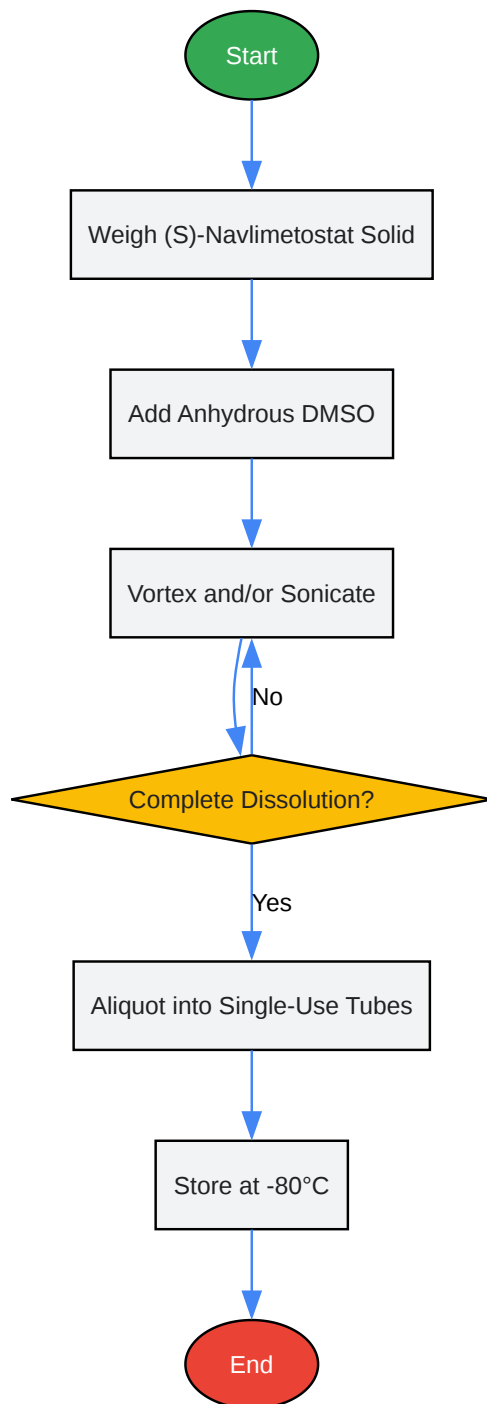 Start
Weigh (S)-Navlimetostat Solid
Add Anhydrous DMSO
Vortex and/or Sonicate
No
Complete Dissolution?
Yes
Aliquot into Single-Use Tubes
Store at -80°C
End